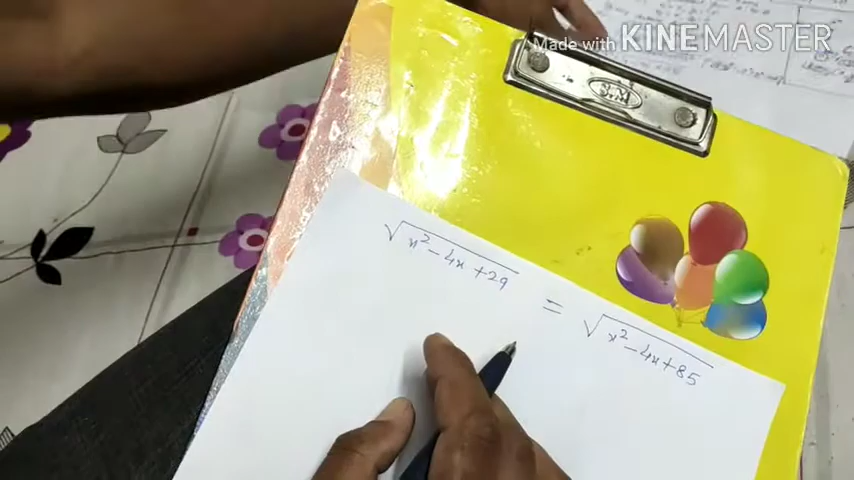 Made with KINEMASTER
S.M
√x² - 4x + 29 = √x² - 4x + 85